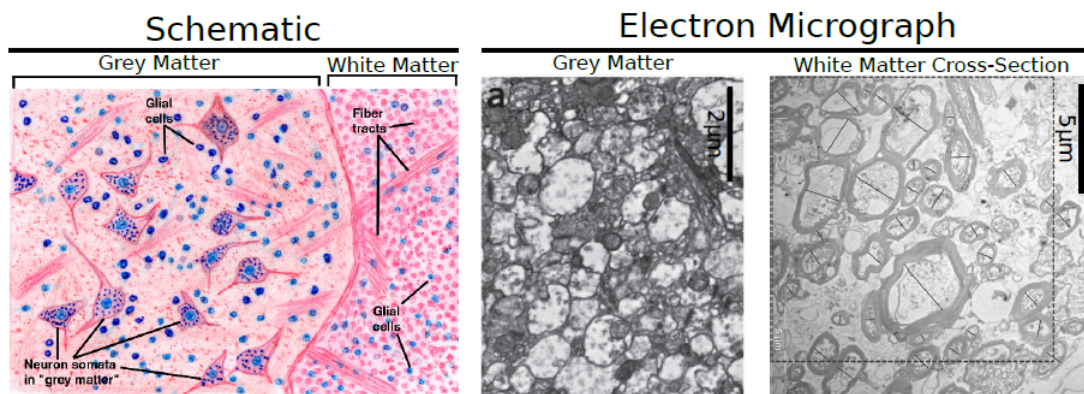 Schematic
Electron Micrograph
Grey Matter
White Matter
Grey Matter
White Matter Cross-Section
Glial
cells
Fiber
tracts
Glial
cells
Neuron somata
in "grey matter"
a
2μm
5μm
5μm